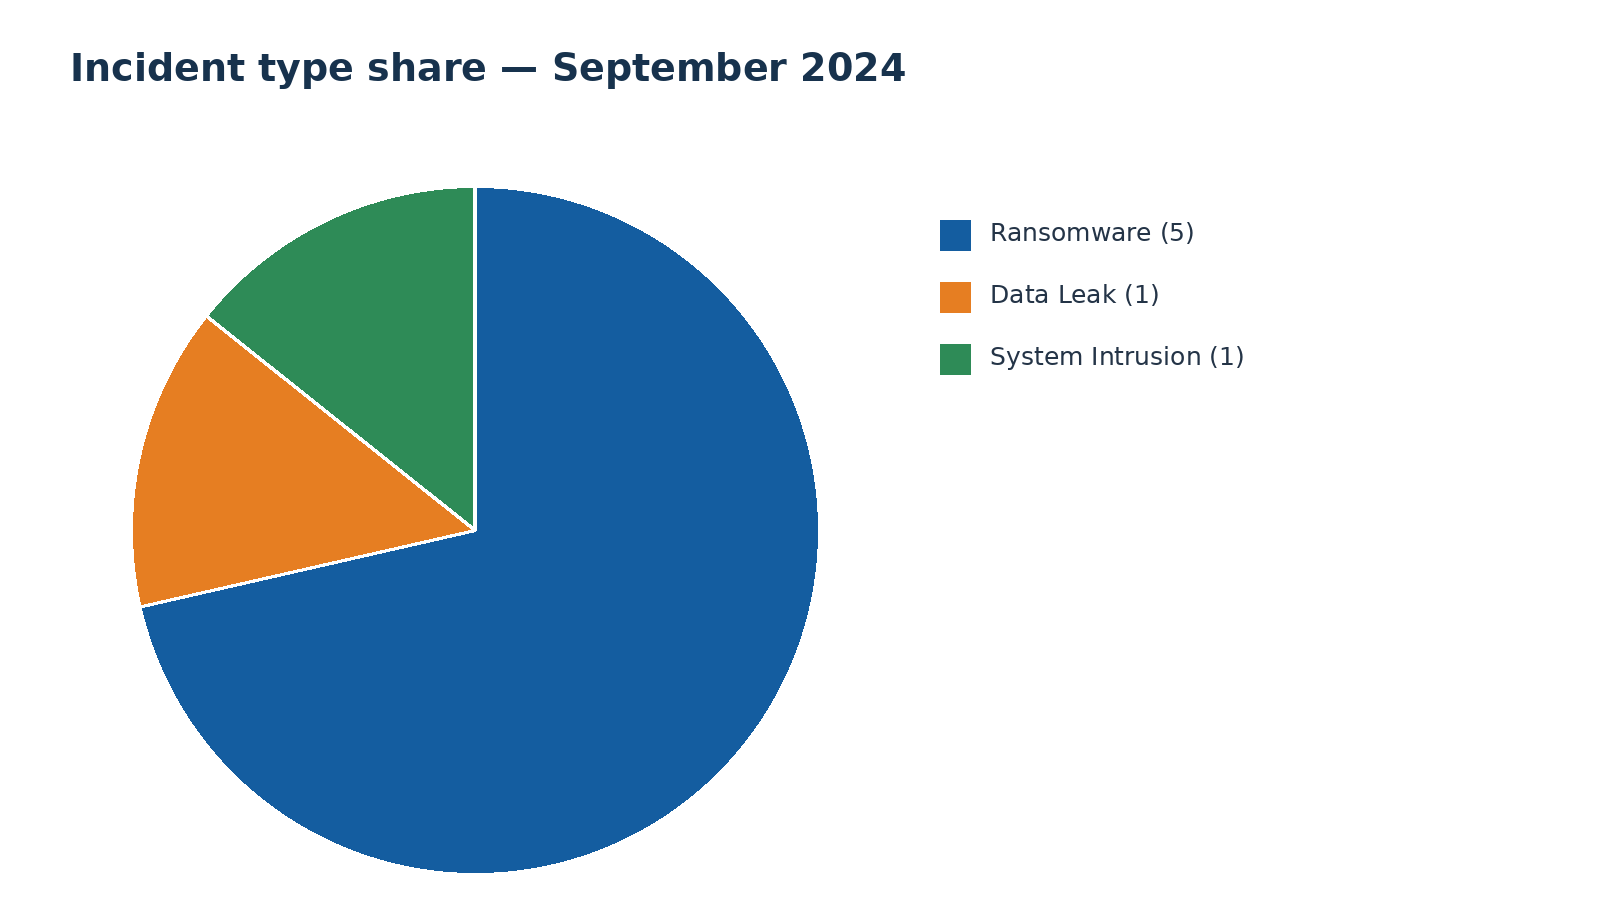 Incident type share — September 2024
Ransomware (5)
Data Leak (1)
System Intrusion (1)